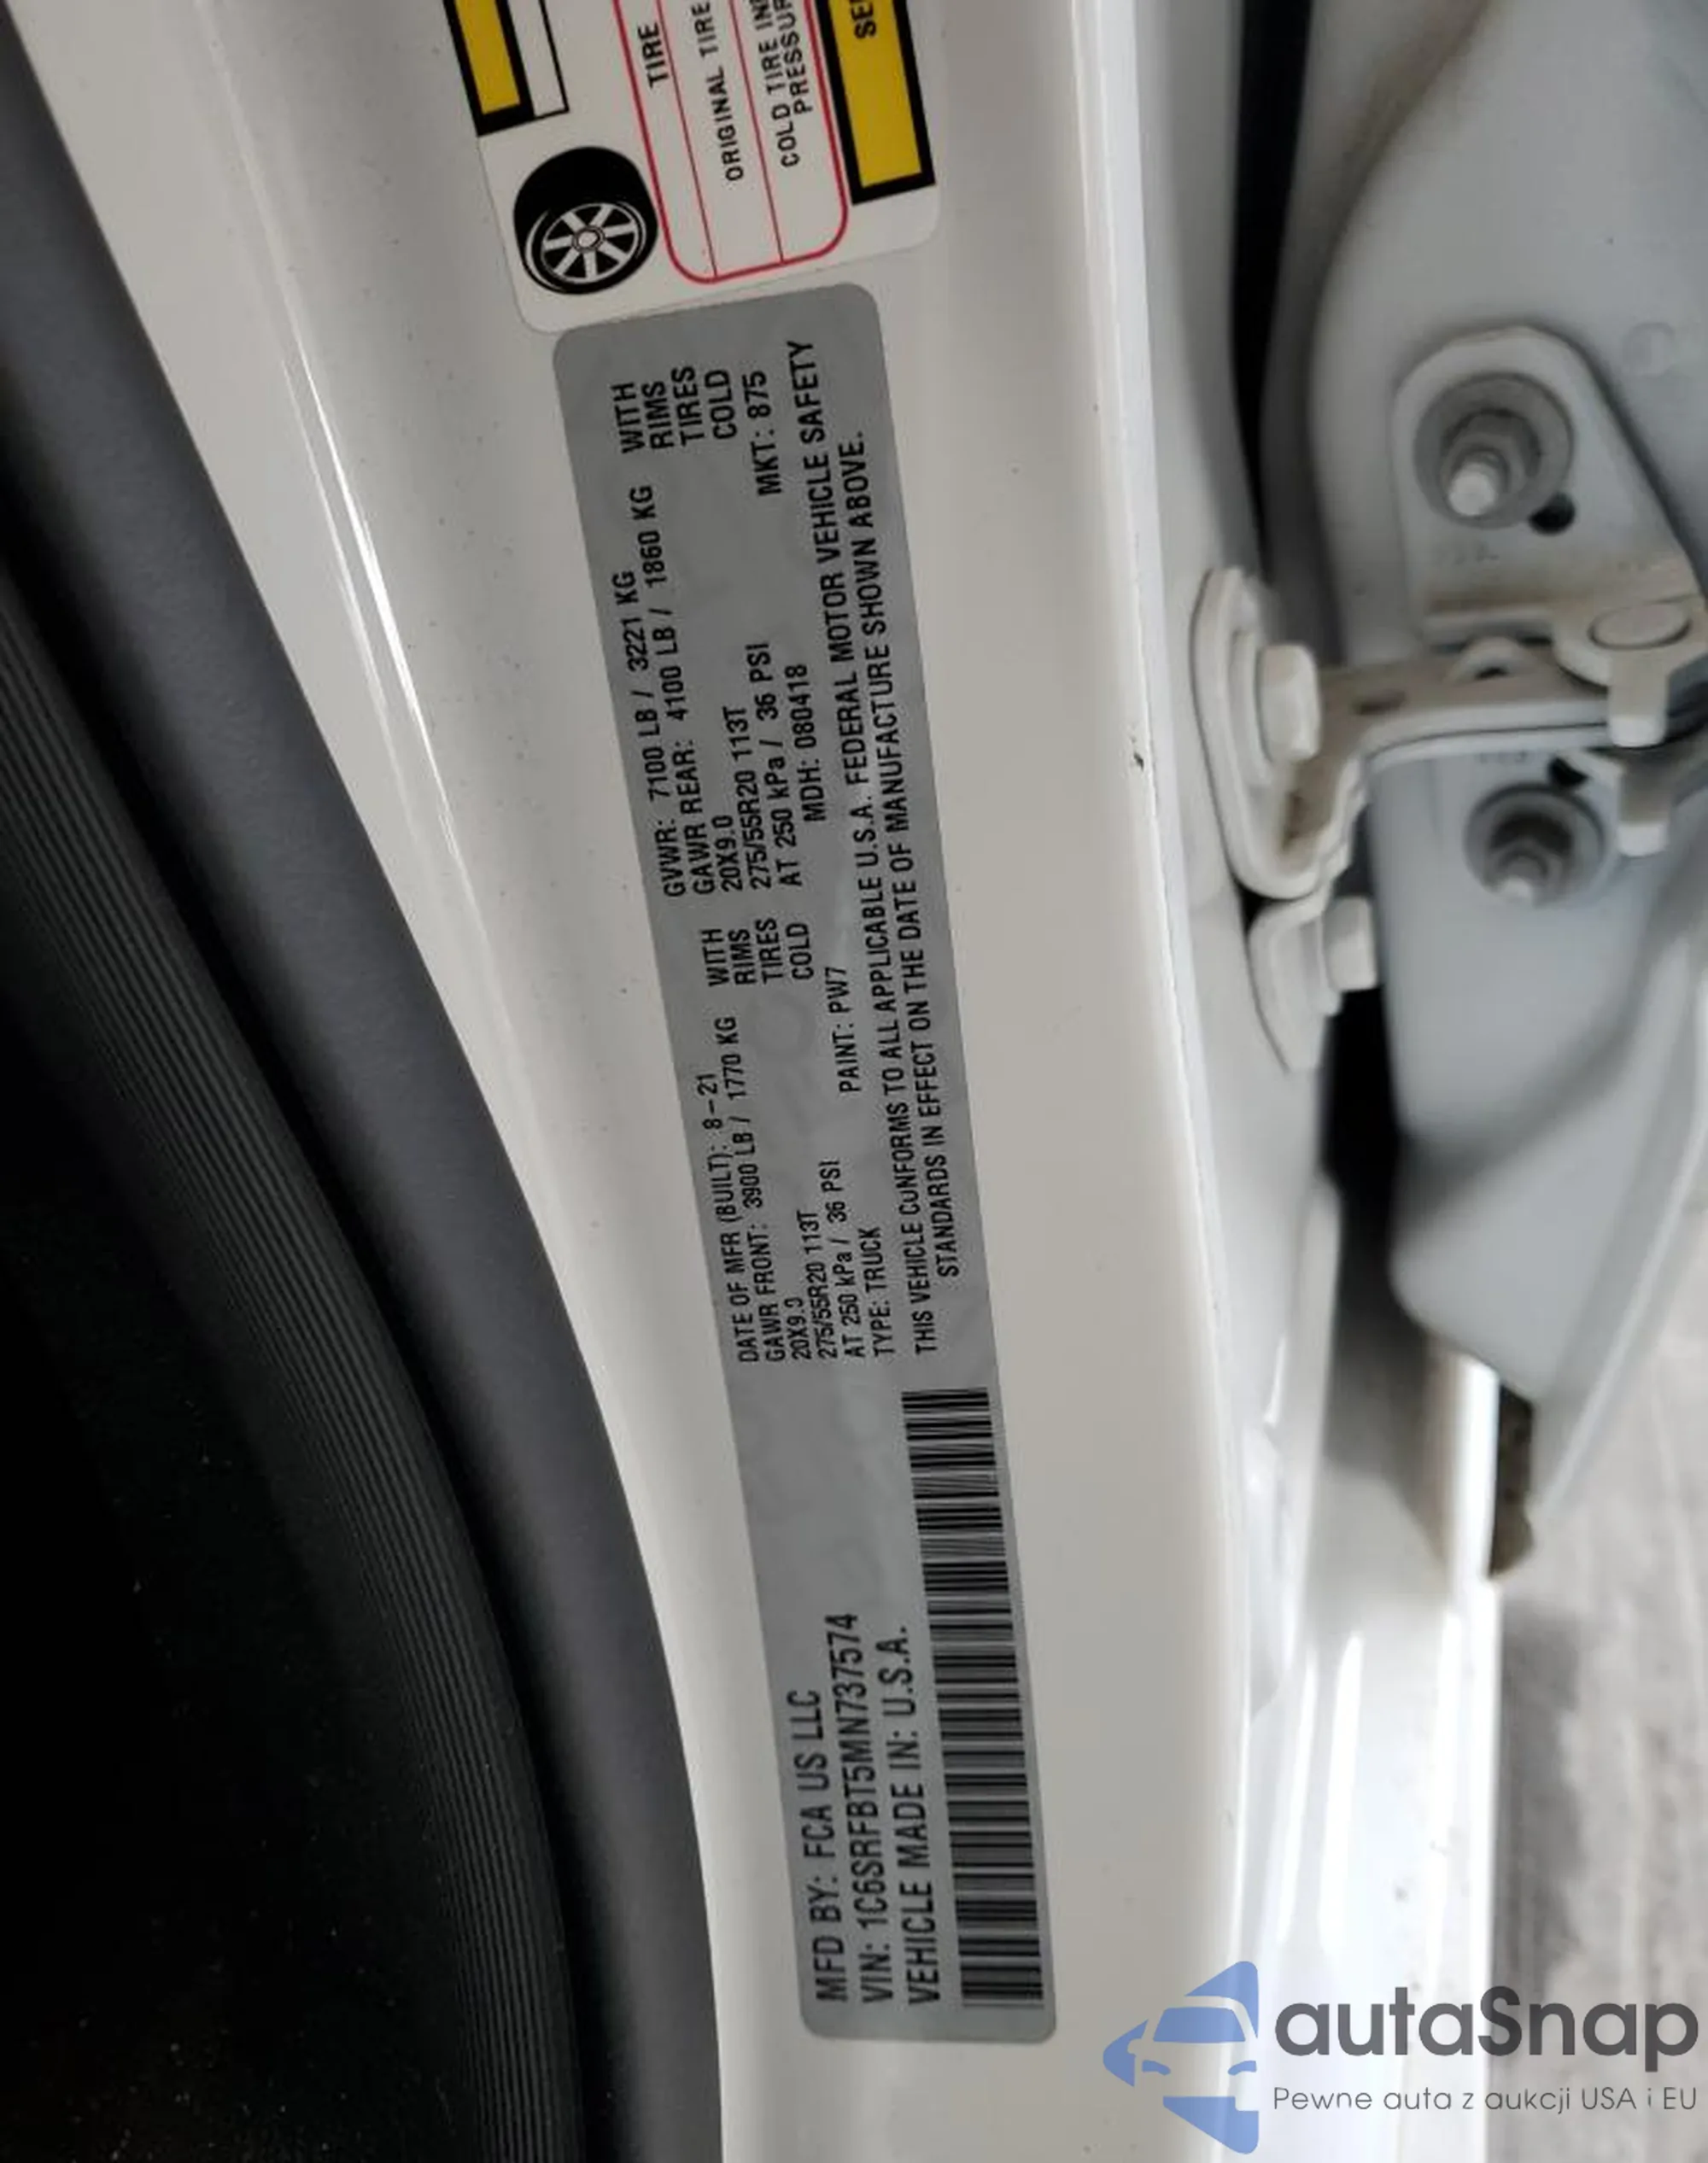 TIRE
ORIGINAL TIRE
COLD TIRE
MFD BY: FCA US LLC
VIN: 1C6SRFBT5MN737574
VEHICLE MADE IN: U.S.A.
DATE OF MFR (BUILT): 8-21 GVWR: 7100 LB / 3221 KG
GAWR FRONT: 3900 LB / 1770 KG WITH GAWR REAR: 4100 LB / 1860 KG WITH
20X9.0 RIMS 20X9.0 RIMS
275/55R20 113T TIRES 275/55R20 113T TIRES
AT 250 kPa / 36 PSI COLD AT 250 kPa / 36 PSI COLD
TYPE: TRUCK PAINT: PW7 MDH: 080418 MKT: 875
THIS VEHICLE CONFORMS TO ALL APPLICABLE U.S.A. FEDERAL MOTOR VEHICLE SAFETY
STANDARDS IN EFFECT ON THE DATE OF MANUFACTURE SHOWN ABOVE.
autaSnap
Pewne auta z aukcji USA i EU